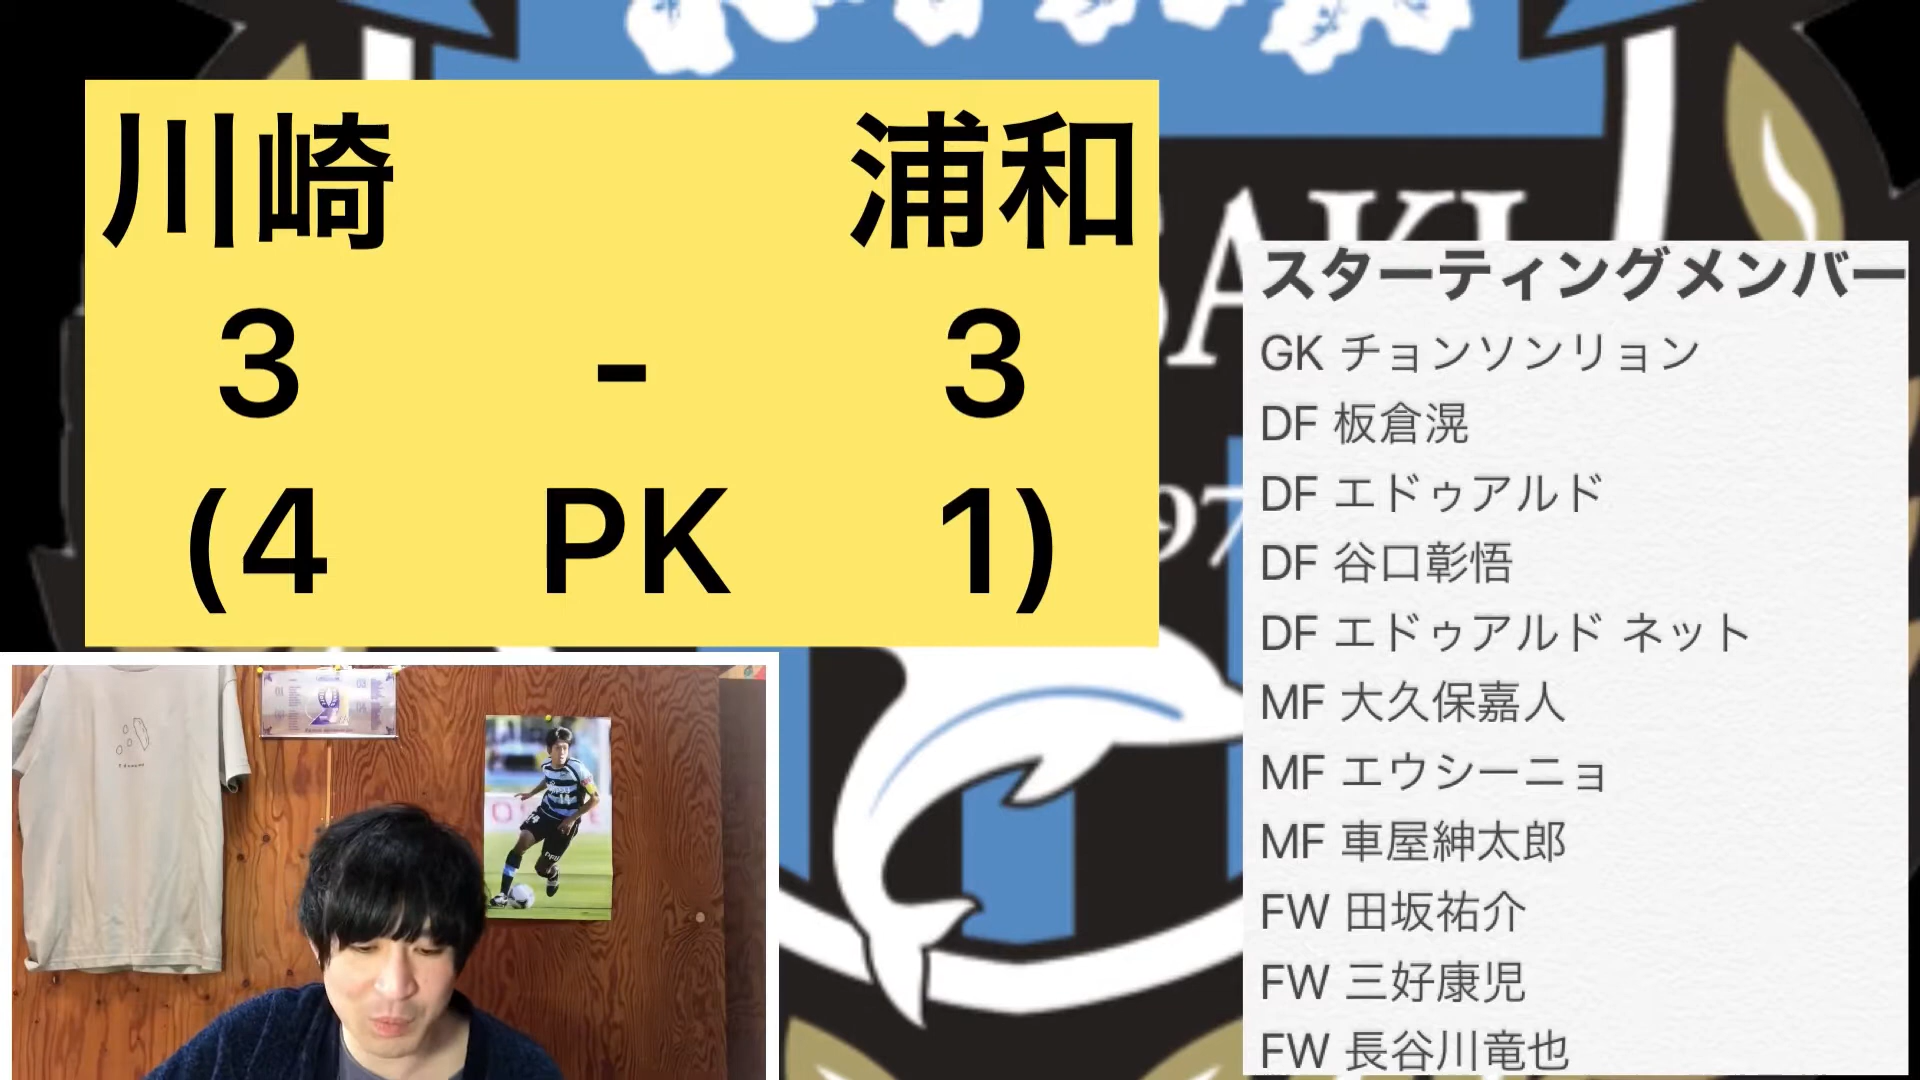 川崎 - 浦和
3 - 3
(4 PK 1)
スターティングメンバー
GK チョンソンリョン
DF 板倉滉
DF エドゥアルド
DF 谷口彰悟
DF エドゥアルド ネット
MF 大久保嘉人
MF エウシーニョ
MF 車屋紳太郎
FW 田坂祐介
FW 三好康児
FW 長谷川竜也